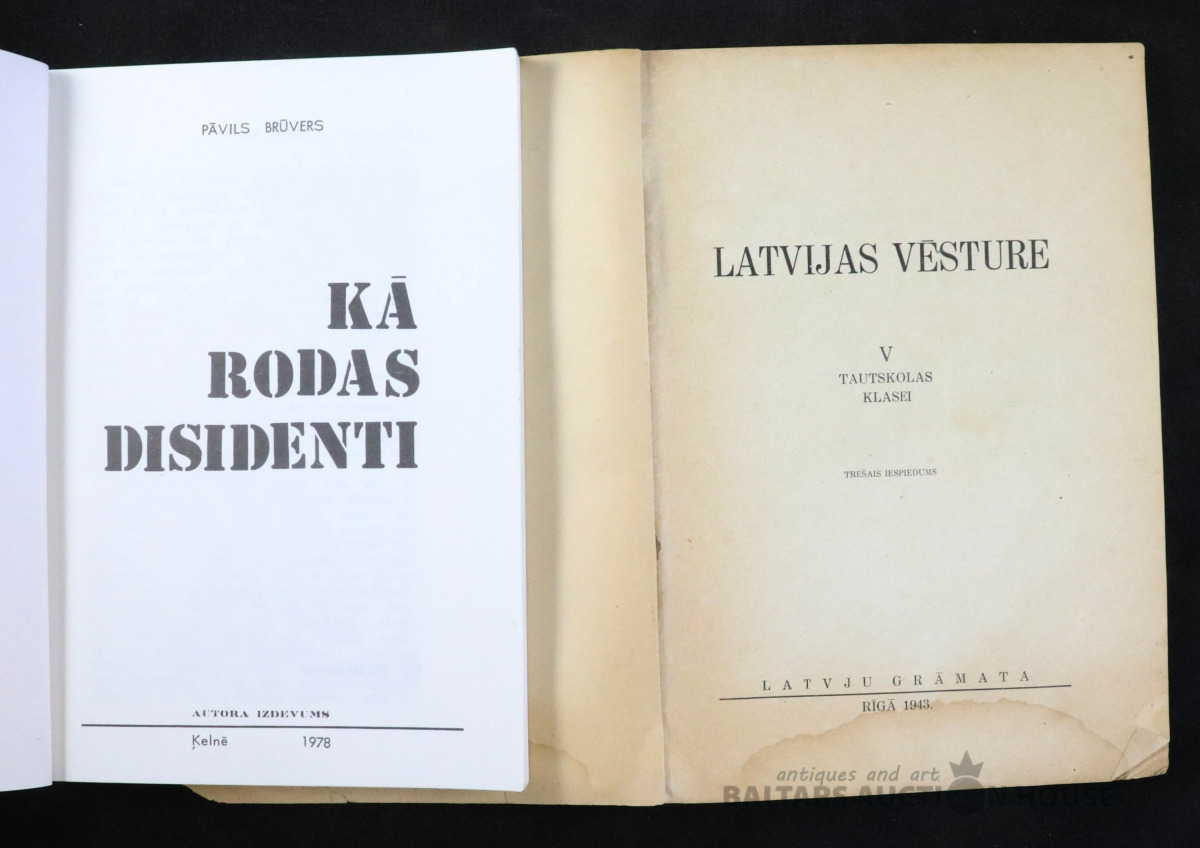 PĀVILS BRŪVERS
KĀ
RODAS
DISIDENTI
AUTORA IZDEVUMS
Ķelnē 1978
LATVIJAS VĒSTURE
V
TAUTSKOLAS
KLASEI
TREŠAIS IESPIEDUMS
LATVJU GRĀMATA
RĪGĀ 1943.
antiques and art
BALTARS AUCTION HOUSE